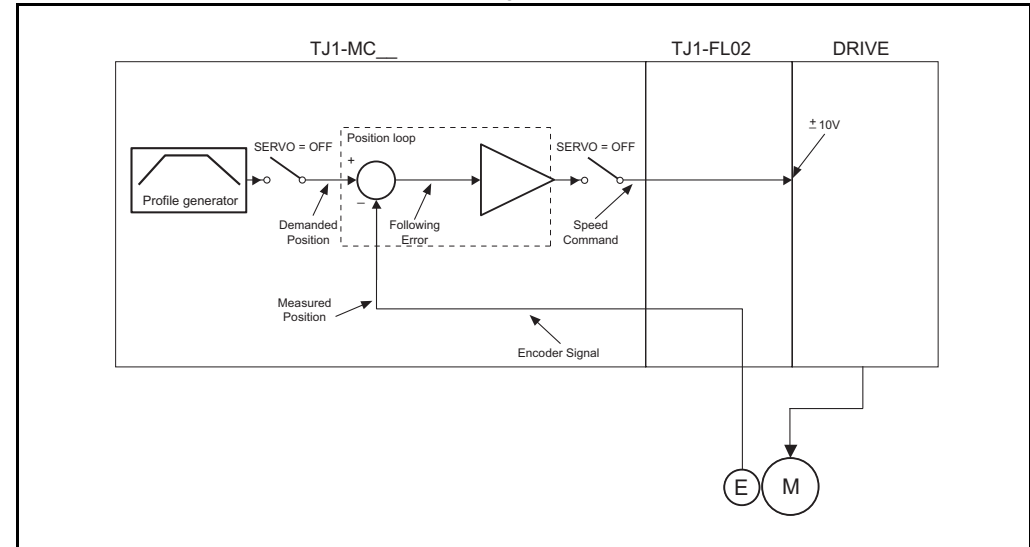 TJ1-MC__
TJ1-FL02
DRIVE
± 10V
Position loop
SERVO = OFF
SERVO = OFF
+
Profile generator
–
Demanded
Position
Following
Error
Speed
Command
Measured
Position
Encoder Signal
E
M